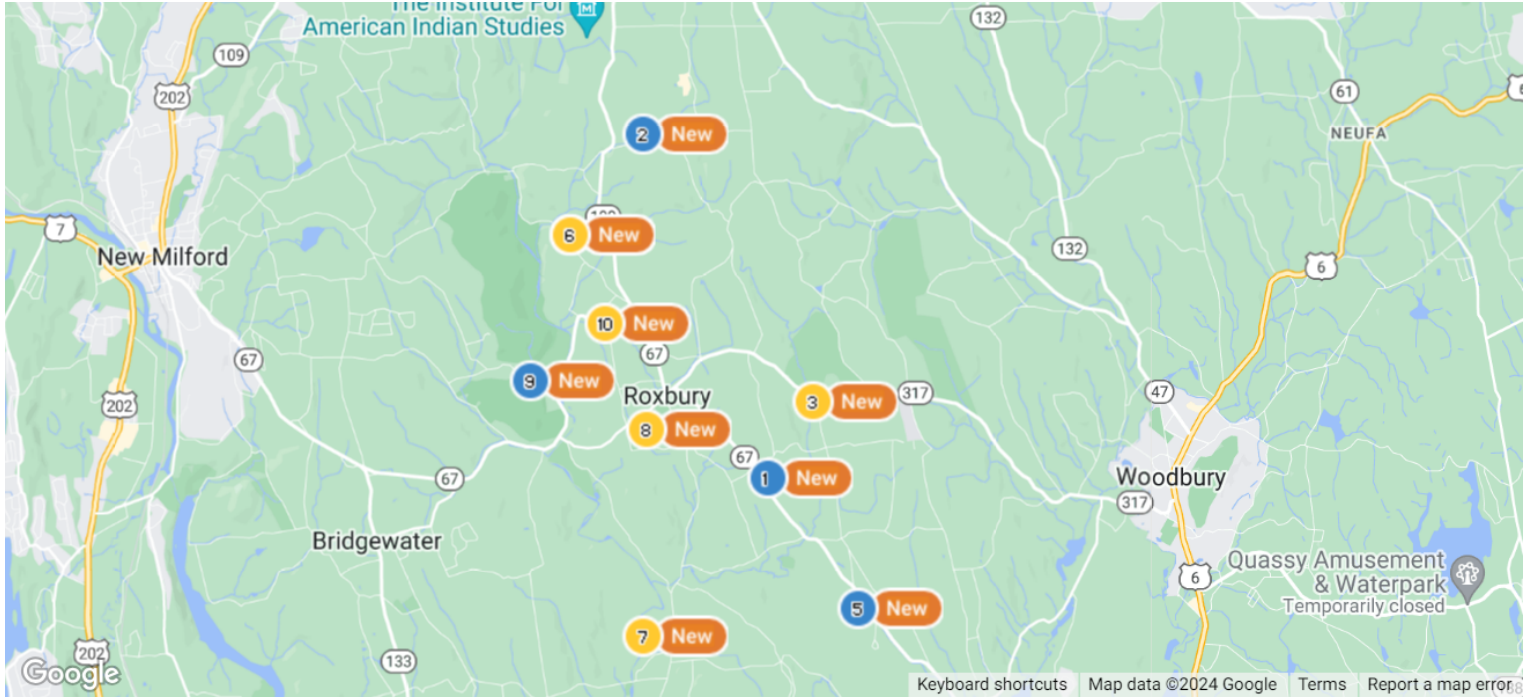 The Institute For
American Indian Studies
132
109
202
61
6
NEUFA
2 New
7
6 New
New Milford
132
6
10 New
67
67
9 New
Roxbury
47
317
3 New
202
8 New
67
1 New
67
Woodbury
317
Bridgewater
Quassy Amusement
& Waterpark
Temporarily closed
6
5 New
7 New
202
133
Google
Keyboard shortcuts
Map data ©2024 Google
Terms
Report a map error